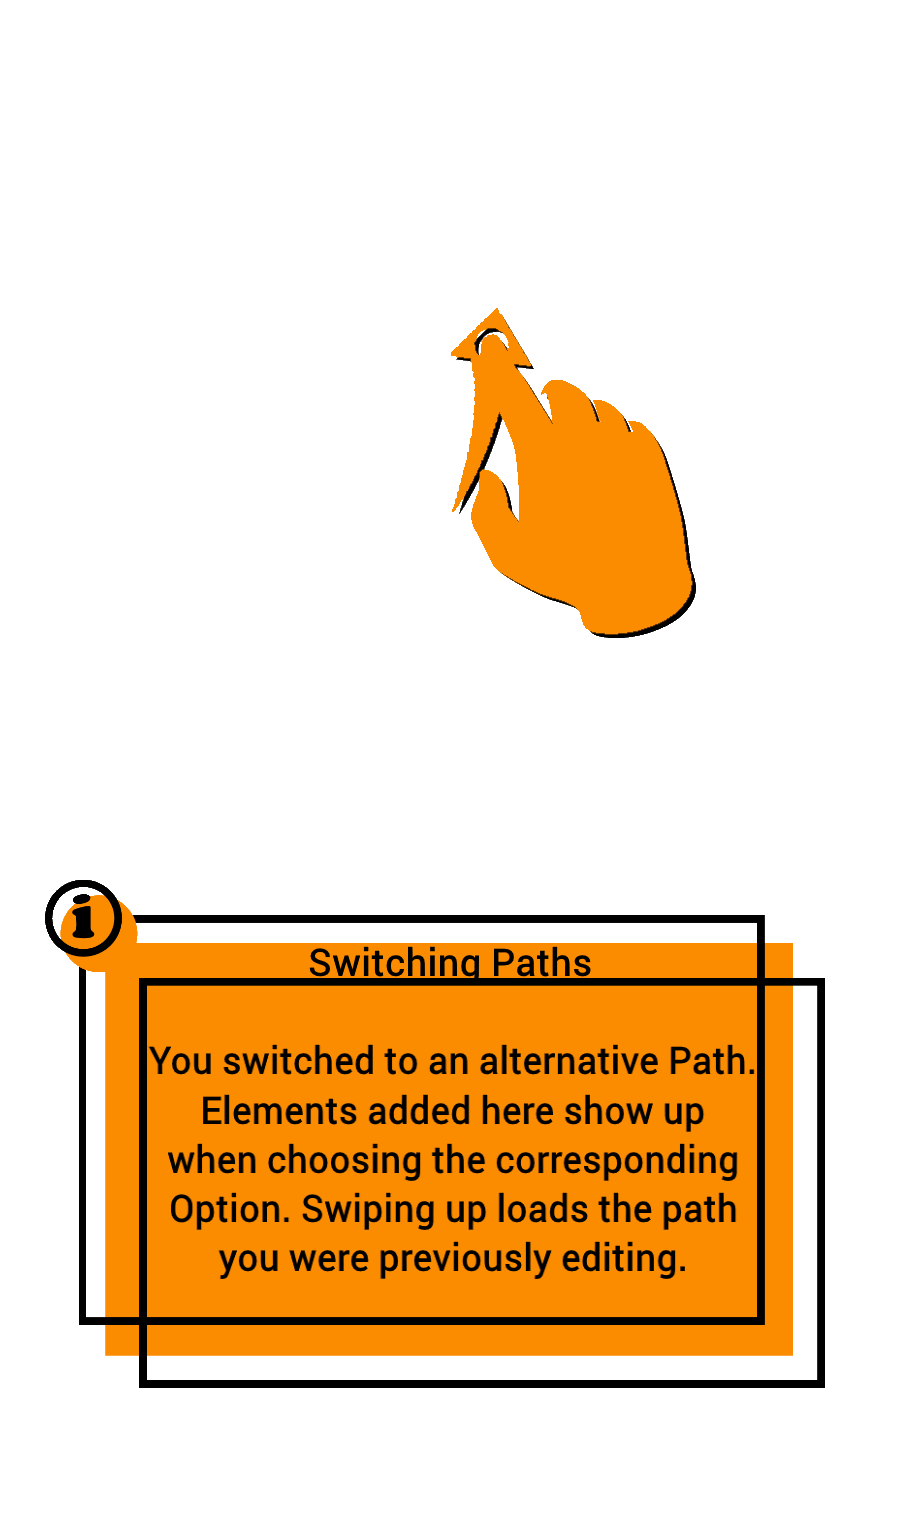 i
Switching Paths
You switched to an alternative Path.
Elements added here show up
when choosing the corresponding
Option. Swiping up loads the path
you were previously editing.